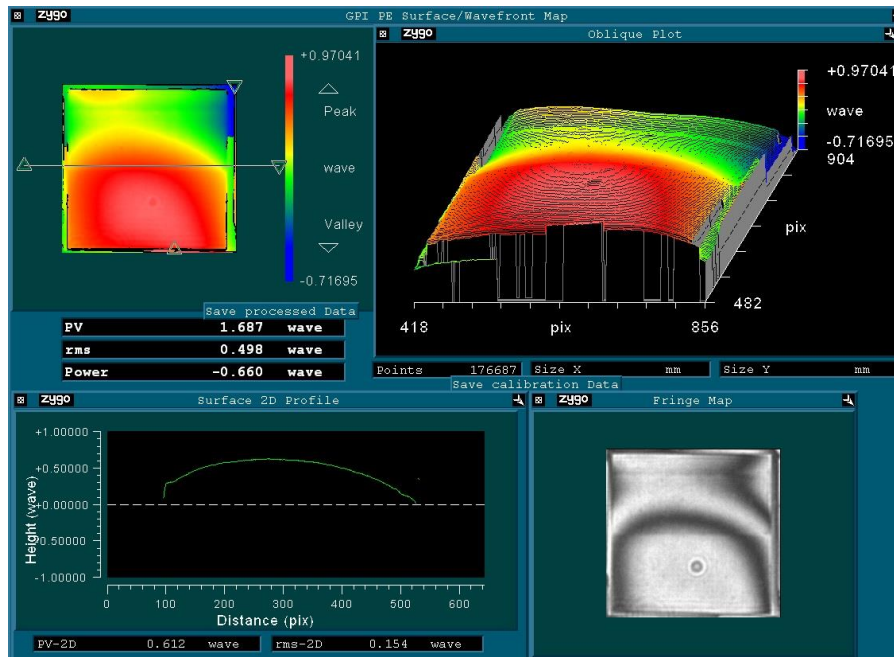 zygo GPI PE Surface/Wavefront Map
+0.97041
Peak
wave
Valley
-0.71695
Save processed Data
PV 1.687 wave
rms 0.498 wave
Power -0.660 wave
zygo Oblique Plot
+0.97041
wave
-0.71695
904
pix
482
418 pix 856
Points 176687 Size X mm Size Y mm
Save calibration Data
zygo Surface 2D Profile
+1.00000
+0.50000
+0.00000
-1.00000
Height (wave)
0 100 200 300 400 500 600
Distance (pix)
PV-2D 0.612 wave rms-2D 0.154 wave
zygo Fringe Map